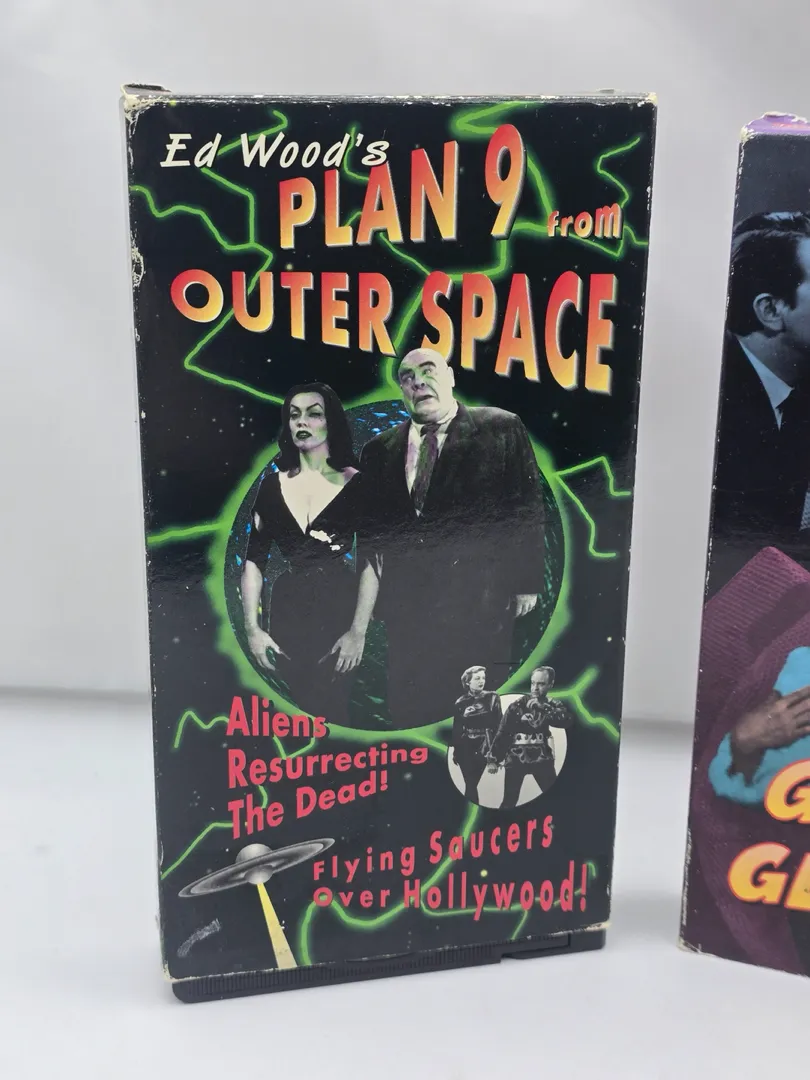 Ed Wood's
PLAN 9 from
OUTER SPACE
Aliens
Resurrecting
The Dead!
Flying Saucers
Over Hollywood!